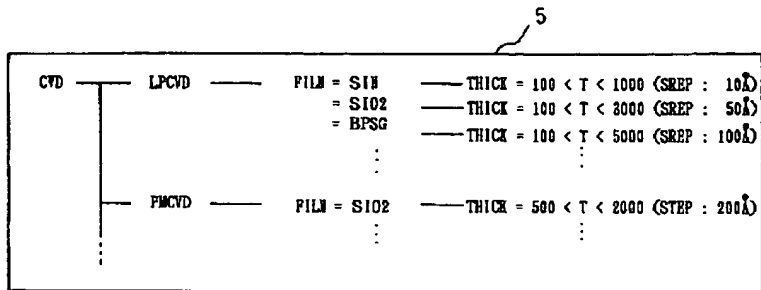 5
CVD LPCVD FILM = SIN THICK = 100 < T < 1000 (SREP : 10Å)
= SIO2 THICK = 100 < T < 3000 (SREP : 50Å)
= BPSG THICK = 100 < T < 5000 (SREP : 100Å)
PMCVD FILM = SIO2 THICK = 500 < T < 2000 (STEP : 200Å)